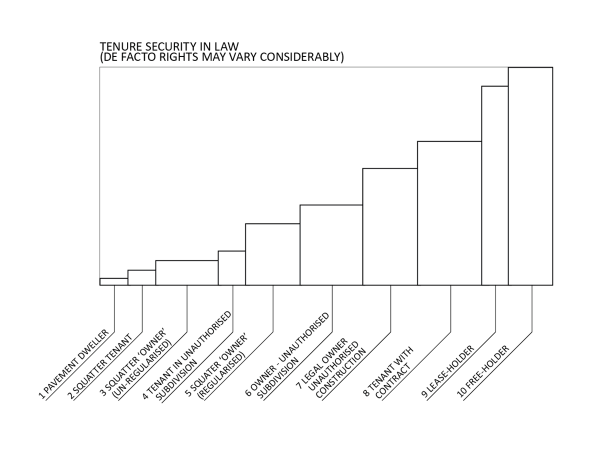 TENURE SECURITY IN LAW
(DE FACTO RIGHTS MAY VARY CONSIDERABLY)
1 PAVEMENT DWELLER
2 SQUATTER TENANT
3 SQUATTER 'OWNER'
(UN-REGULARISED)
4 TENANT IN UNAUTHORISED
SUBDIVISION
5 SQUATTER 'OWNER'
(REGULARISED)
6 OWNER - UNAUTHORISED
SUBDIVISION
7 LEGAL OWNER
UNAUTHORISED
CONSTRUCTION
8 TENANT WITH
CONTRACT
9 LEASE-HOLDER
10 FREE-HOLDER